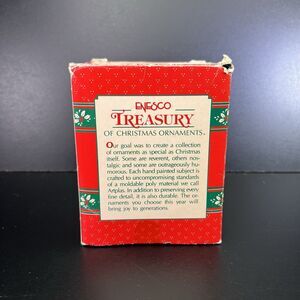 ENESCO
TREASURY
OF CHRISTMAS ORNAMENTS®
Our goal was to create a collection
of ornaments as special as Christmas
itself. Some are reverent, others nos-
talgic and some are outrageously hu-
morous. Each hand painted subject is
crafted to uncompromising standards
of a moldable poly material we call
Artplas. In addition to preserving every
fine detail, it is also durable. The or-
naments you choose this year will
bring joy to generations.